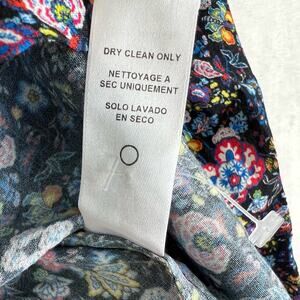 DRY CLEAN ONLY
NETTOYAGE A
SEC UNIQUEMENT
SOLO LAVADO
EN SECO